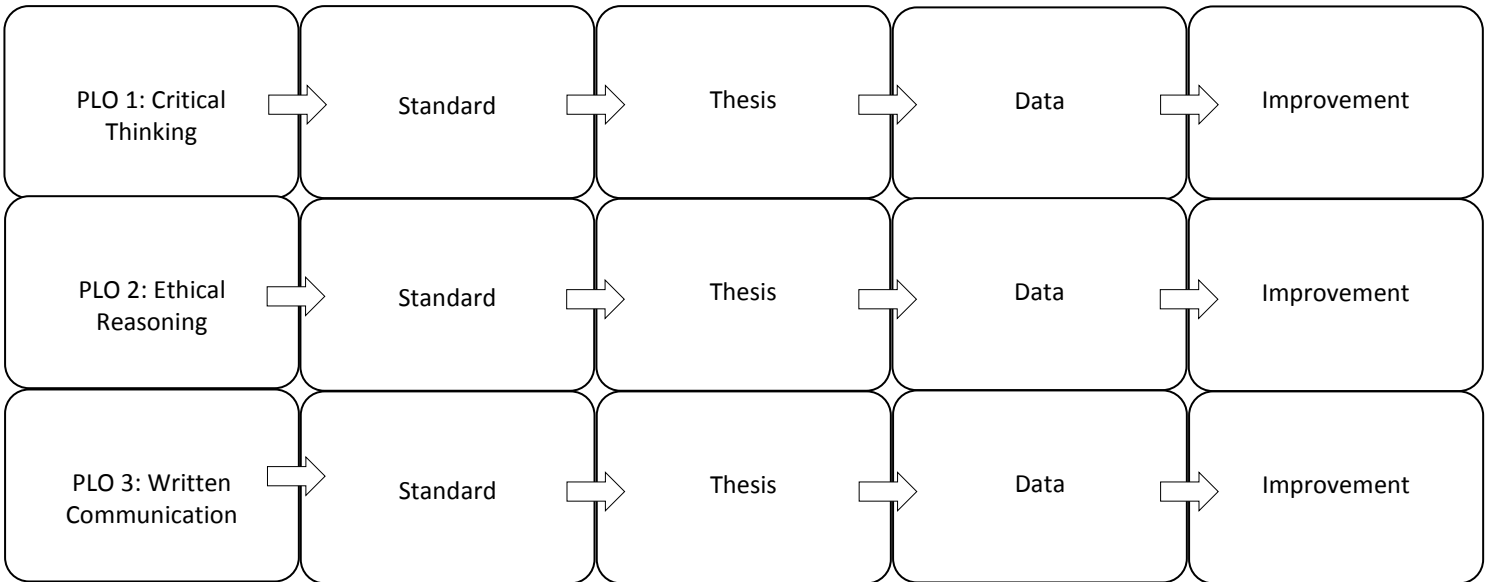 PLO 1: Critical
Thinking
Standard
Thesis
Data
Improvement
PLO 2: Ethical
Reasoning
Standard
Thesis
Data
Improvement
PLO 3: Written
Communication
Standard
Thesis
Data
Improvement